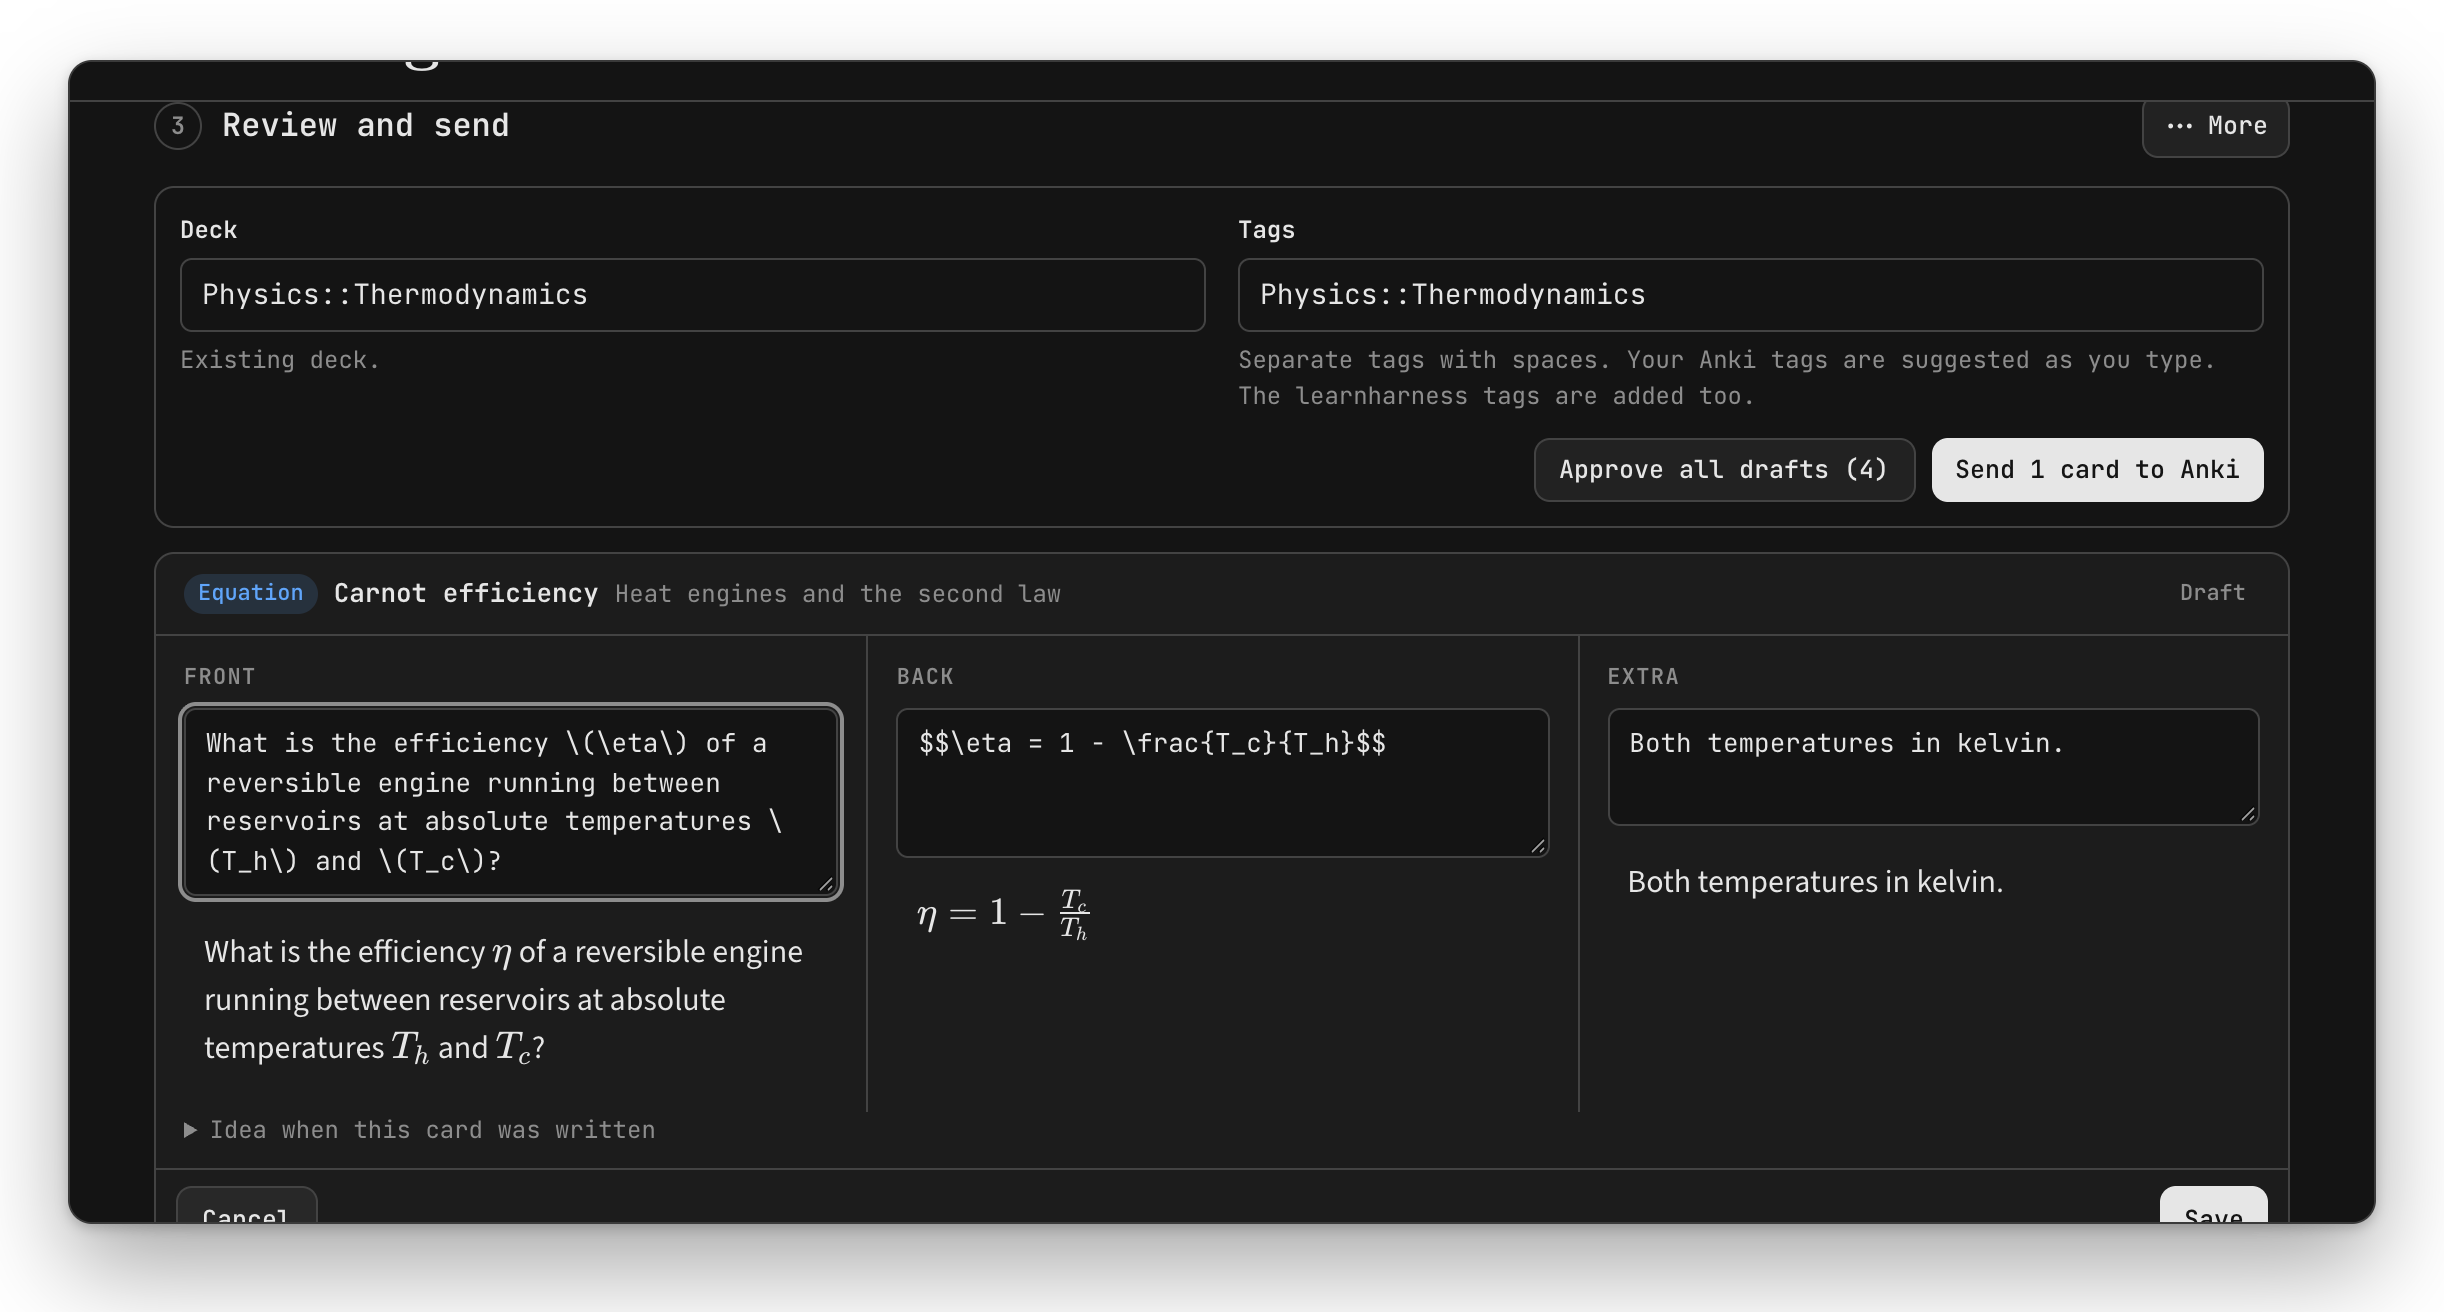 3 Review and send
··· More
Deck
Tags
Physics::Thermodynamics
Physics::Thermodynamics
Existing deck.
Separate tags with spaces. Your Anki tags are suggested as you type.
The learnharness tags are added too.
Approve all drafts (4)
Send 1 card to Anki
Equation Carnot efficiency Heat engines and the second law
Draft
FRONT
What is the efficiency \(\eta\) of a
reversible engine running between
reservoirs at absolute temperatures \
(T_h\) and \(T_c\)?
What is the efficiency η of a reversible engine
running between reservoirs at absolute
temperatures T_h and T_c?
BACK
$$\eta = 1 - \frac{T_c}{T_h}$$
η = 1 − T_c/T_h
EXTRA
Both temperatures in kelvin.
Both temperatures in kelvin.
▶ Idea when this card was written
Cancel
Save